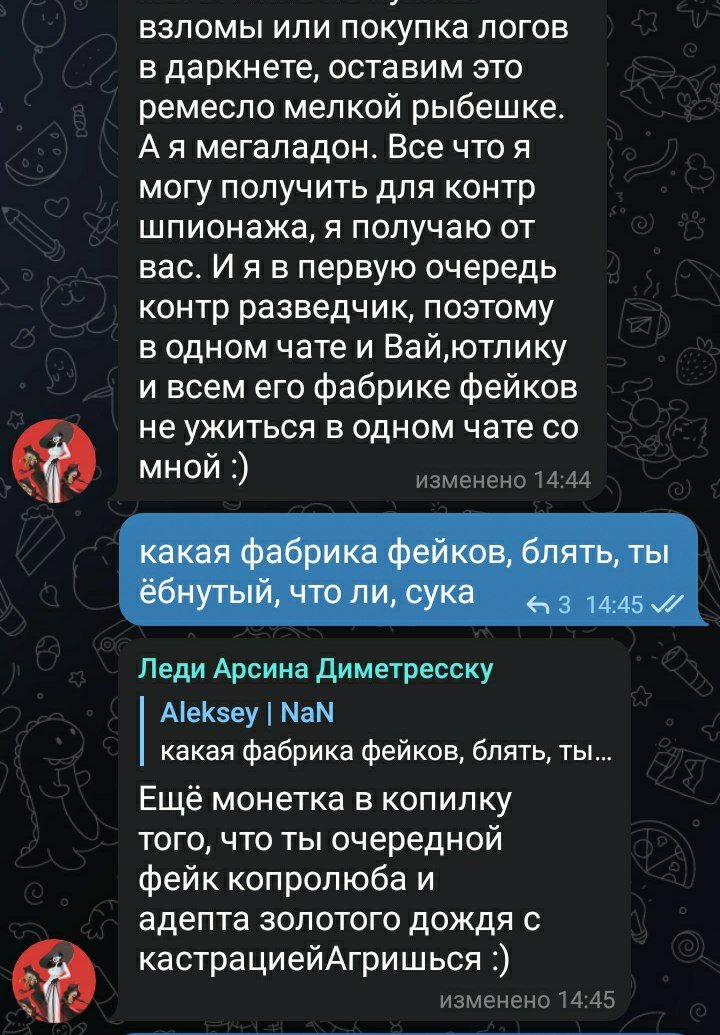 взломы или покупка логов
в даркнете, оставим это
ремесло мелкой рыбешке.
А я мегаладон. Все что я
могу получить для контр
шпионажа, я получаю от
вас. И я в первую очередь
контр разведчик, поэтому
в одном чате и Вай,ютлику
и всем его фабрике фейков
не ужиться в одном чате со
мной :)
изменено 14:44
какая фабрика фейков, блять, ты
ёбнутый, что ли, сука
3 14:45
Леди Арсина Диметресску
Aleksey | NaN
какая фабрика фейков, блять, ты...
Ещё монетка в копилку
того, что ты очередной
фейк копролюба и
адепта золотого дождя с
кастрациейАгришься :)
изменено 14:45